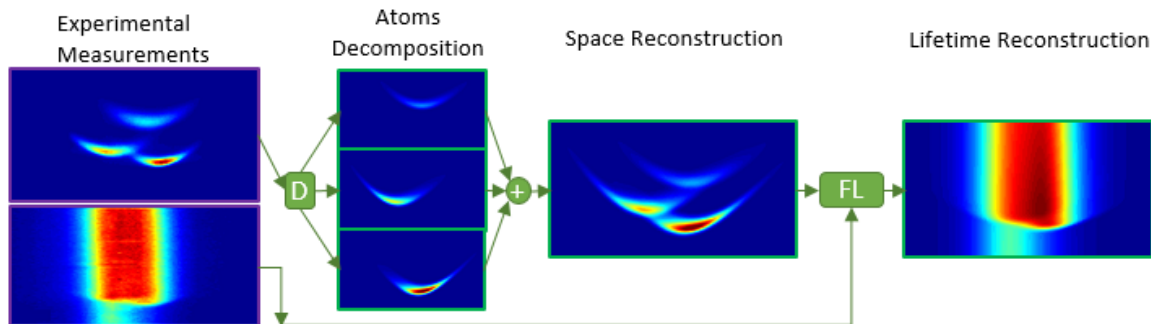 Experimental
Measurements
Atoms
Decomposition
Space Reconstruction
Lifetime Reconstruction
D
+
FL